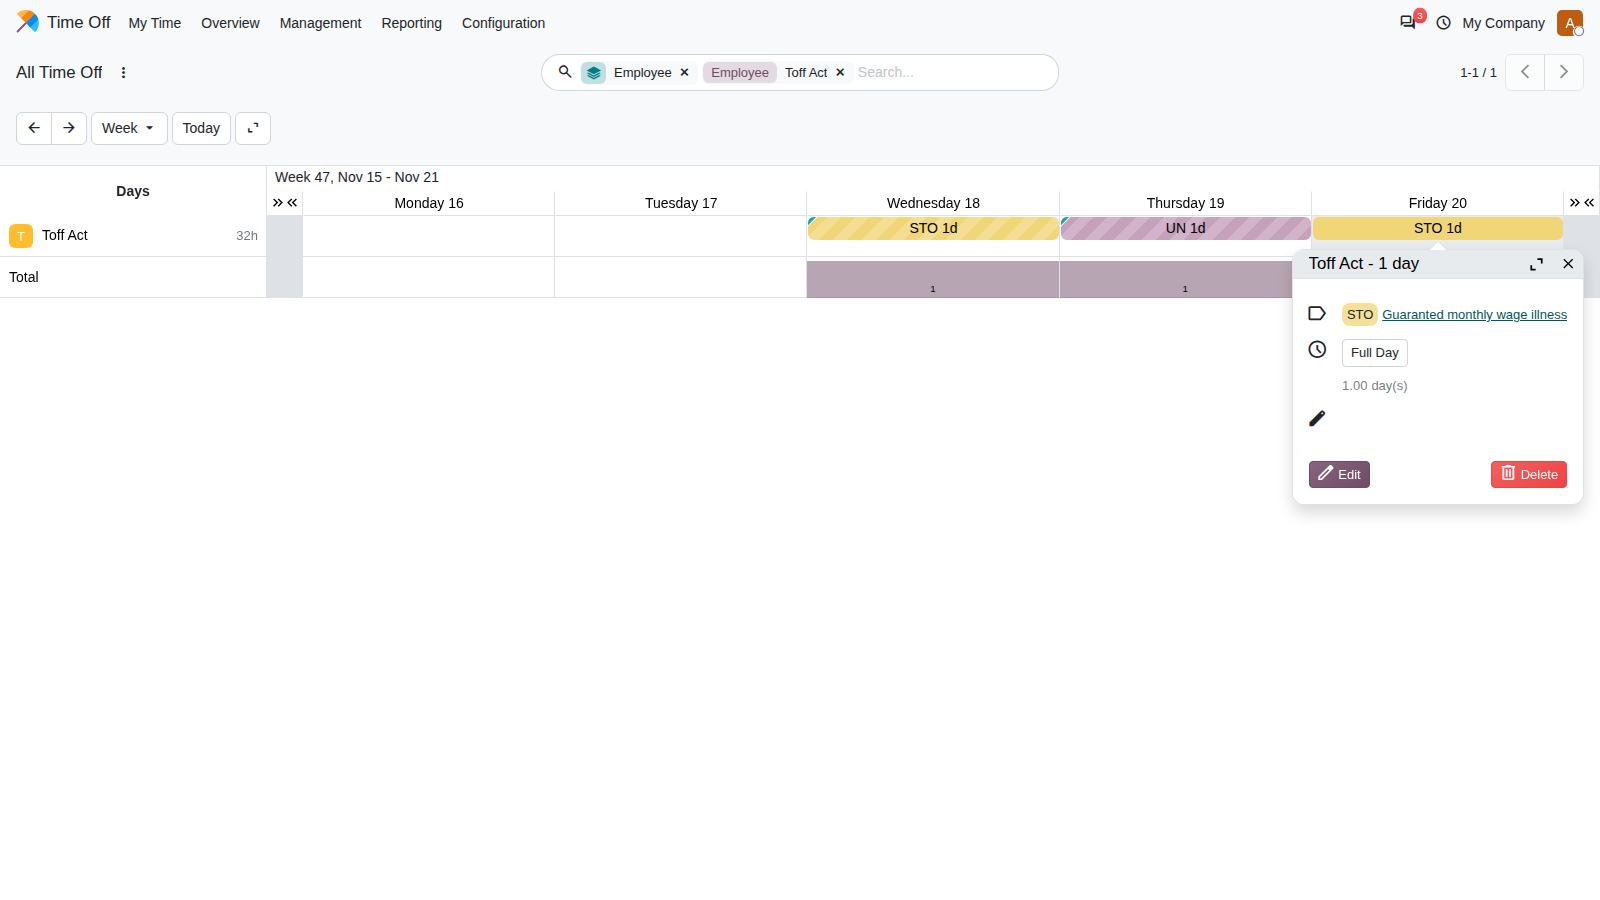 Time Off My Time Overview Management Reporting Configuration 3 My Company A
All Time Off Employee Employee Toff Act Search... 1-1 / 1
Week Today
Days Week 47, Nov 15 - Nov 21
Monday 16 Tuesday 17 Wednesday 18 Thursday 19 Friday 20
T Toff Act 32h STO 1d UN 1d STO 1d
Total 1 1
Toff Act - 1 day
STO Guaranted monthly wage illness
Full Day
1.00 day(s)
Edit Delete